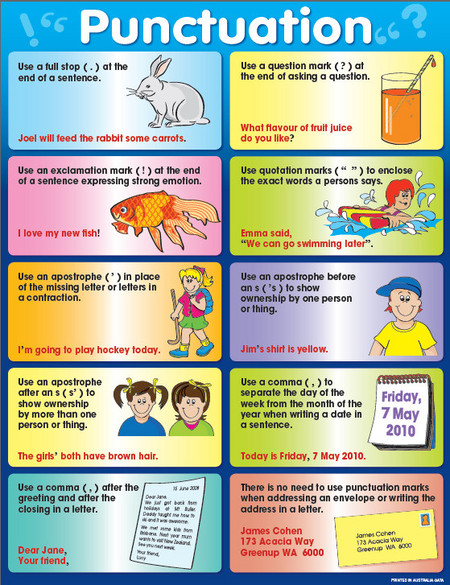 Punctuation
Use a full stop ( . ) at the
end of a sentence.
Joel will feed the rabbit some carrots.
Use a question mark ( ? ) at
the end of asking a question.
What flavour of fruit juice
do you like?
Use an exclamation mark ( ! ) at the end
of a sentence expressing strong emotion.
I love my new fish!
Use quotation marks ( “ ” ) to enclose
the exact words a persons says.
Emma said,
“We can go swimming later”.
Use an apostrophe ( ’ ) in place
of the missing letter or letters in
a contraction.
I’m going to play hockey today.
Use an apostrophe before
an s ( ’s ) to show
ownership by one person
or thing.
Jim’s shirt is yellow.
Use an apostrophe
after an s ( s’ ) to
show ownership
by more than one
person or thing.
The girls’ both have brown hair.
Use a comma ( , ) to
separate the day of the
week from the month of the
year when writing a date in
a sentence.
Friday,
7 May
2010
Today is Friday, 7 May 2010.
Use a comma ( , ) after the
greeting and after the
closing in a letter.
Dear Jane,
Your friend,
15 June 2009
Dear Jane,
We just got back from
holidays at Mt Buller.
Daddy taught me how to
ski and it was awesome.
We met some kids from
Brisbane. Next year mum
wants to visit New Zealand.
See you next week.
Your friend,
Lucy
There is no need to use punctuation marks
when addressing an envelope or writing the
address in a letter.
James Cohen
173 Acacia Way
Greenup WA 6000
James Cohen
173 Acacia Way
Greenup WA 6000
PRINTED IN AUSTRALIA